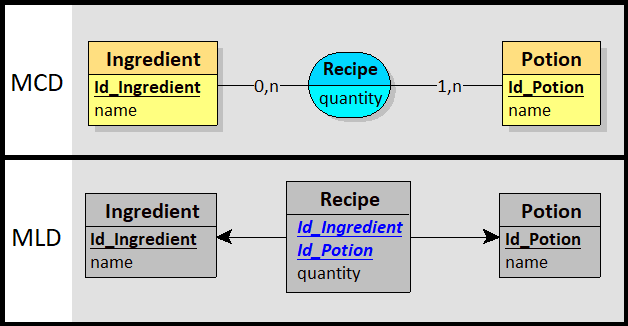 MCD
Ingredient
Id_Ingredient
name
0,n
Recipe
quantity
1,n
Potion
Id_Potion
name
MLD
Ingredient
Id_Ingredient
name
Recipe
Id_Ingredient
Id_Potion
quantity
Potion
Id_Potion
name